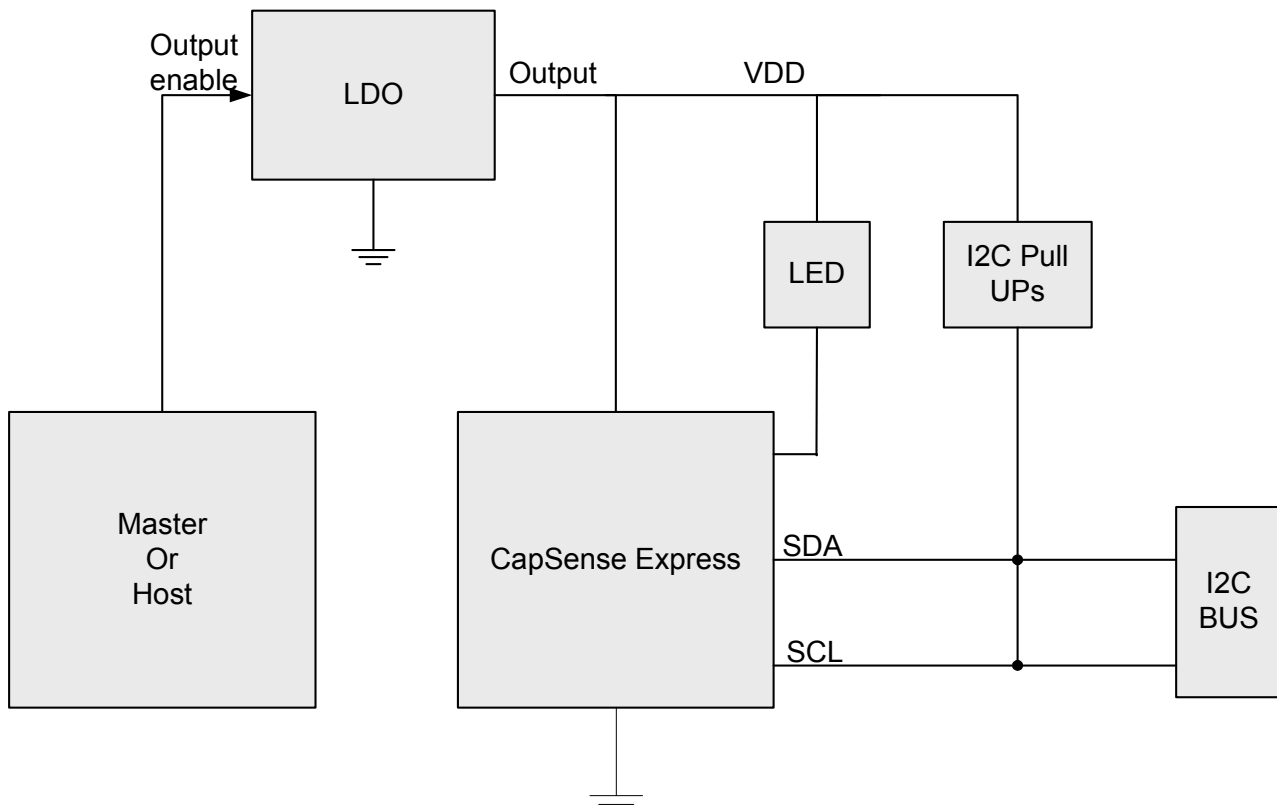 Output
enable
LDO
Output
VDD
LED
I2C Pull
UPs
Master
Or
Host
CapSense Express
SDA
SCL
I2C
BUS